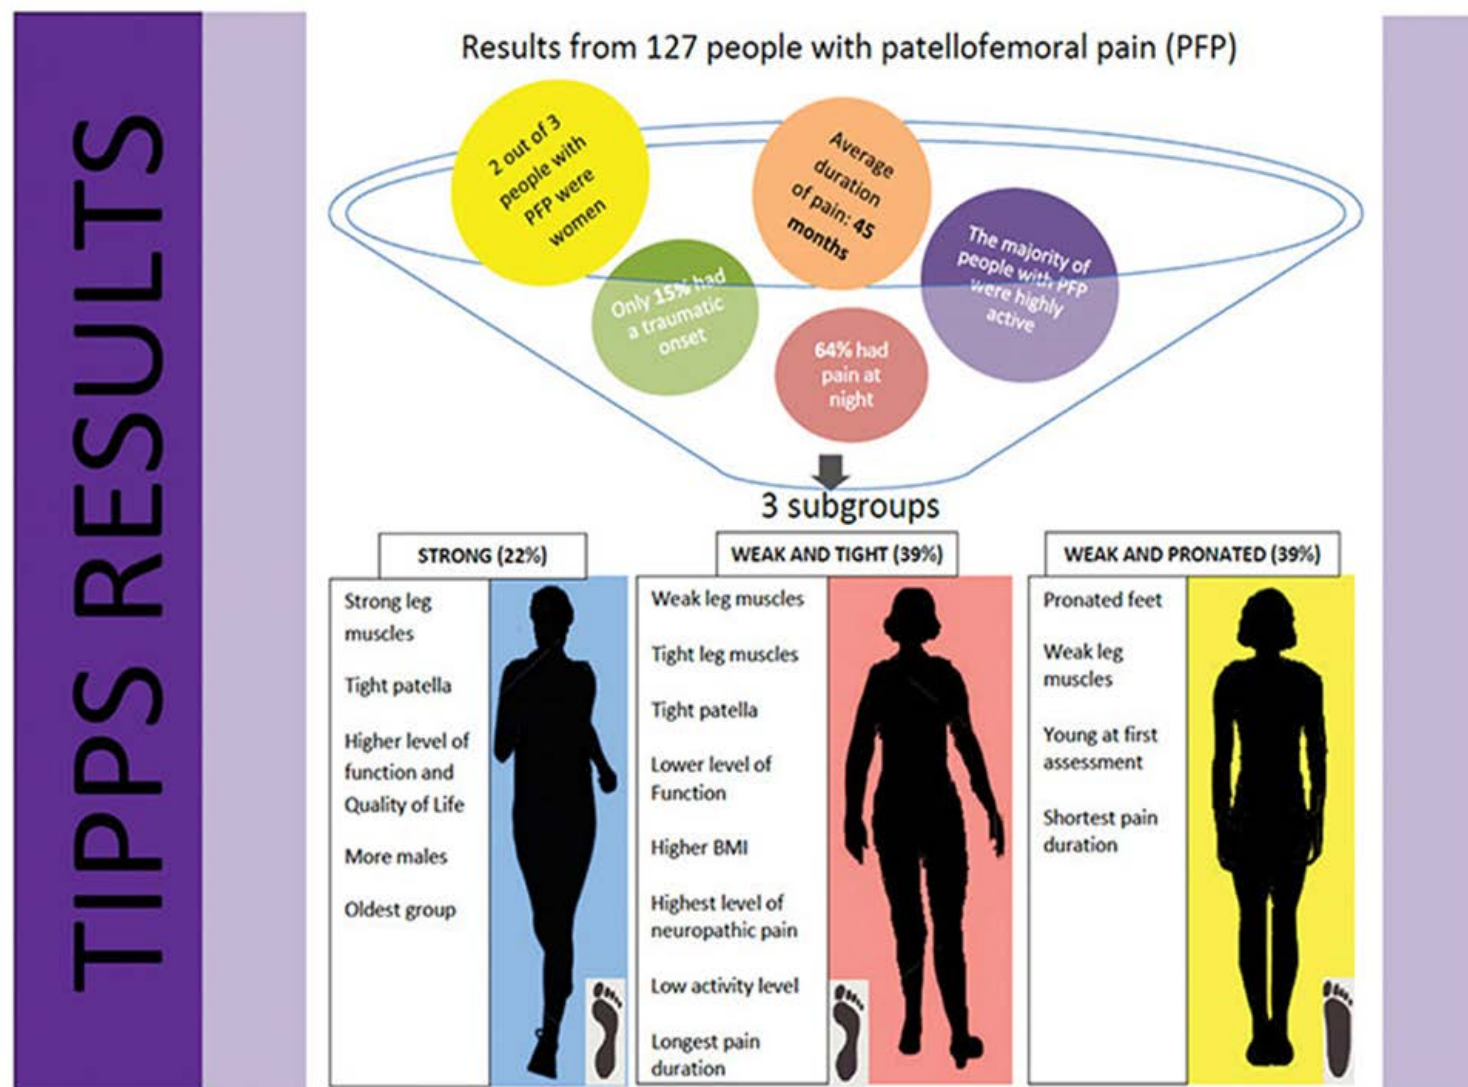 TIPPS RESULTS
Results from 127 people with patellofemoral pain (PFP)
2 out of 3
people with
PFP were
women
Average
duration
of pain: 45
months
Only 15% had
a traumatic
onset
The majority of
people with PFP
were highly
active
64% had
pain at
night
3 subgroups
STRONG (22%)
Strong leg
muscles
Tight patella
Higher level of
function and
Quality of Life
More males
Oldest group
WEAK AND TIGHT (39%)
Weak leg muscles
Tight leg muscles
Tight patella
Lower level of
Function
Higher BMI
Highest level of
neuropathic pain
Low activity level
Longest pain
duration
WEAK AND PRONATED (39%)
Pronated feet
Weak leg
muscles
Young at first
assessment
Shortest pain
duration